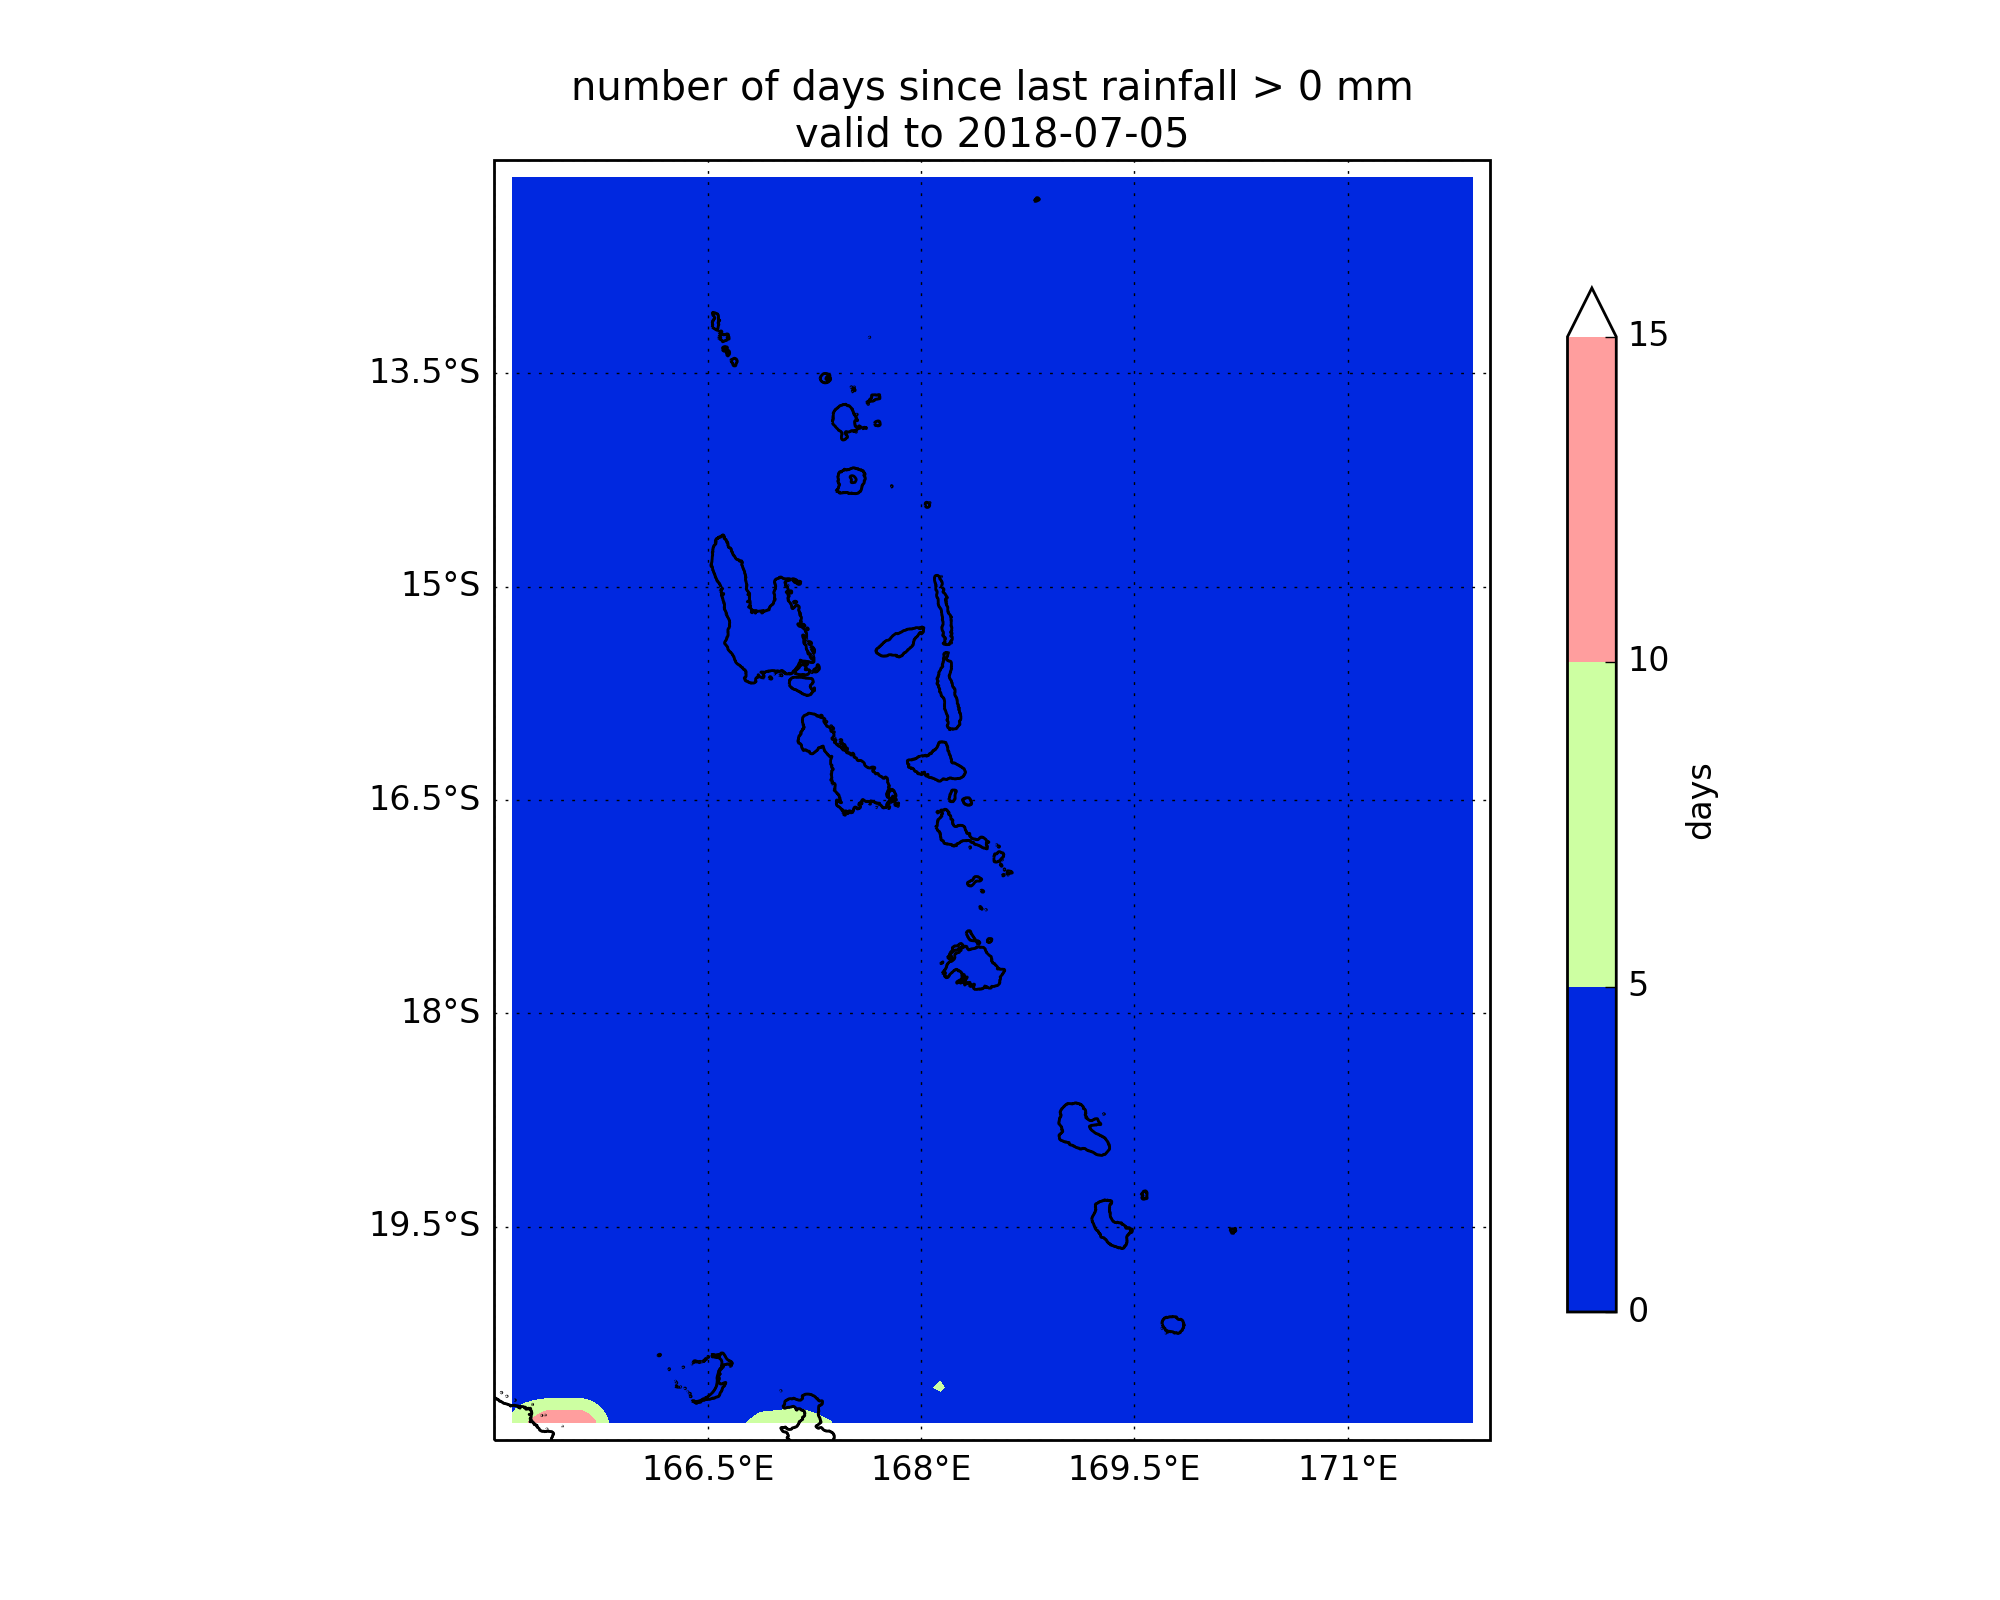 number of days since last rainfall > 0 mm
valid to 2018-07-05
15
13.5°S
15°S
10
16.5°S
days
5
18°S
19.5°S
0
166.5°E 168°E 169.5°E 171°E